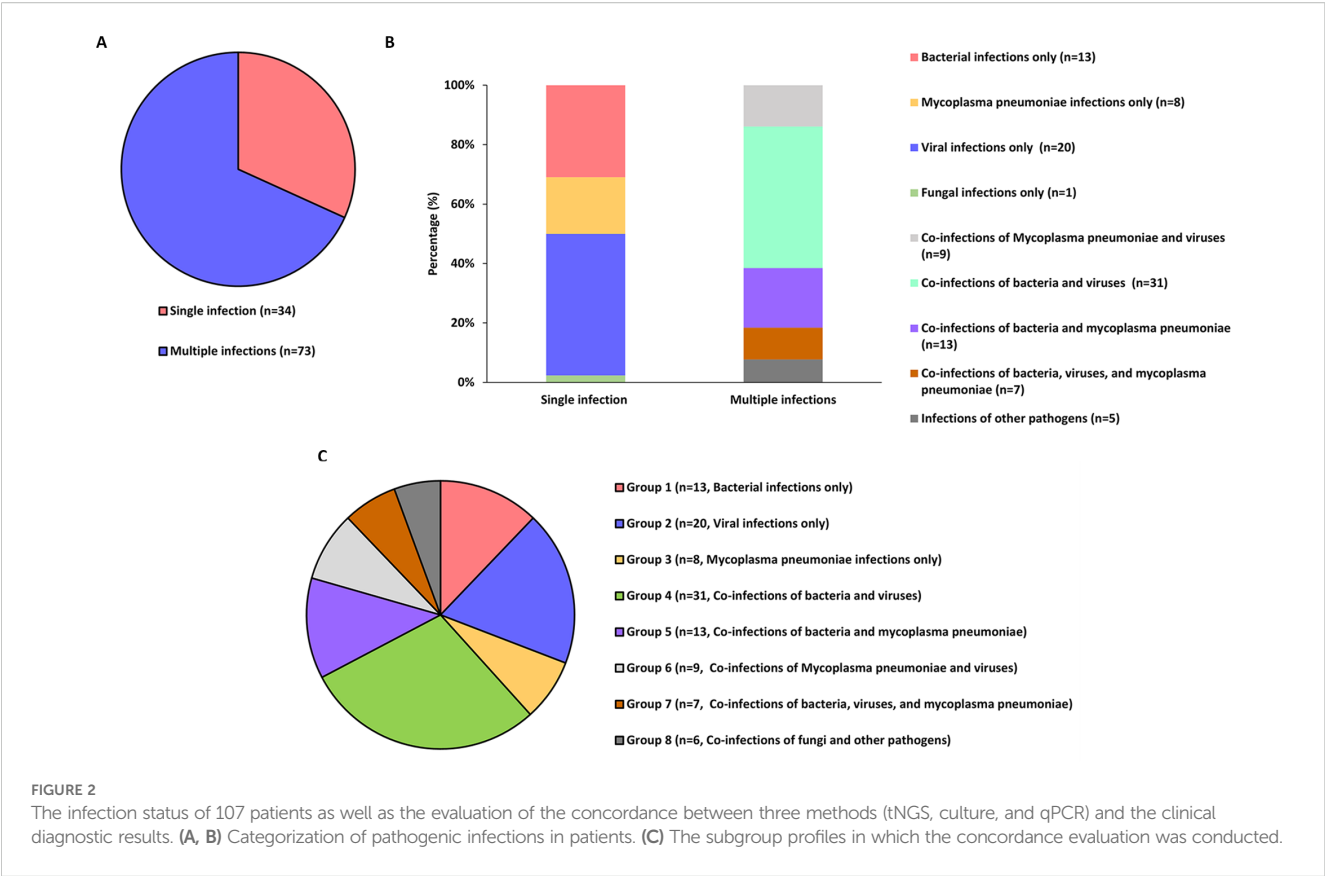 A
Single infection (n=34)
Multiple infections (n=73)
B
100%
80%
60%
40%
20%
0%
Percentage (%)
Single infection
Multiple infections
Bacterial infections only (n=13)
Mycoplasma pneumoniae infections only (n=8)
Viral infections only (n=20)
Fungal infections only (n=1)
Co-infections of Mycoplasma pneumoniae and viruses
(n=9)
Co-infections of bacteria and viruses (n=31)
Co-infections of bacteria and mycoplasma pneumoniae
(n=13)
Co-infections of bacteria, viruses, and mycoplasma
pneumoniae (n=7)
Infections of other pathogens (n=5)
C
Group 1 (n=13, Bacterial infections only)
Group 2 (n=20, Viral infections only)
Group 3 (n=8, Mycoplasma pneumoniae infections only)
Group 4 (n=31, Co-infections of bacteria and viruses)
Group 5 (n=13, Co-infections of bacteria and mycoplasma pneumoniae)
Group 6 (n=9, Co-infections of Mycoplasma pneumoniae and viruses)
Group 7 (n=7, Co-infections of bacteria, viruses, and mycoplasma pneumoniae)
Group 8 (n=6, Co-infections of fungi and other pathogens)
FIGURE 2
The infection status of 107 patients as well as the evaluation of the concordance between three methods (tNGS, culture, and qPCR) and the clinical
diagnostic results. (A, B) Categorization of pathogenic infections in patients. (C) The subgroup profiles in which the concordance evaluation was conducted.